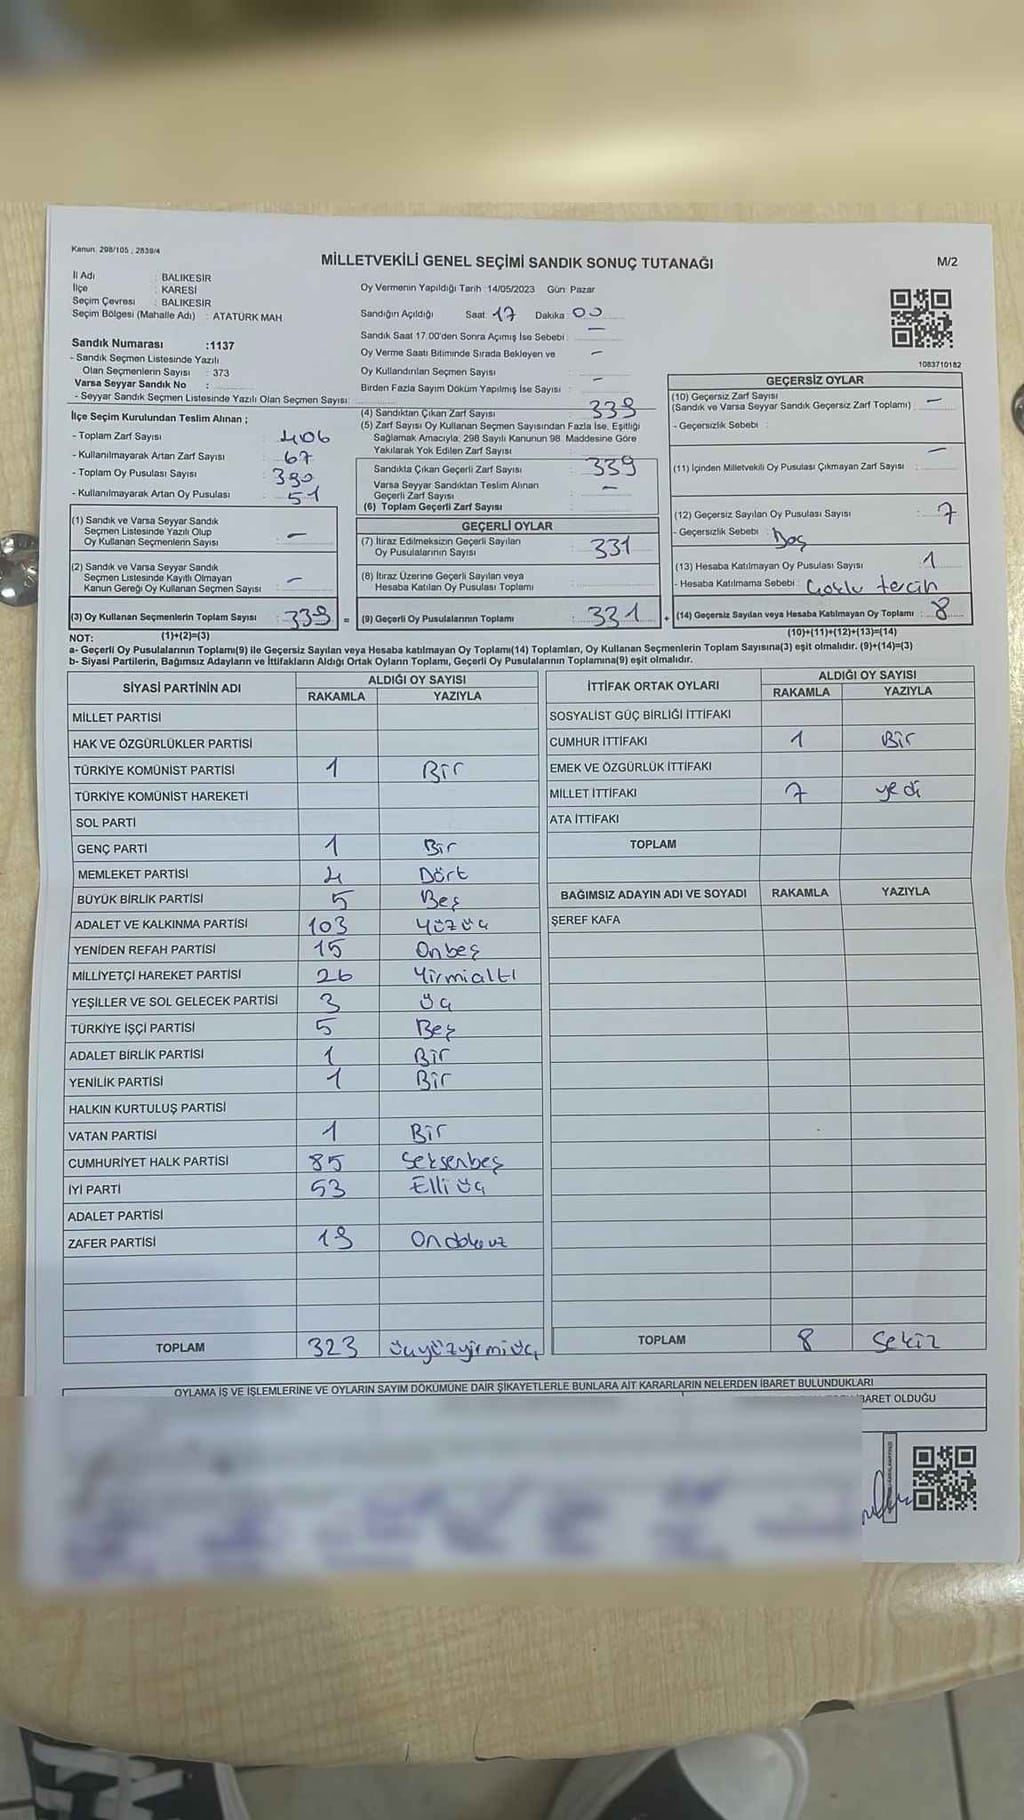 Kanun: 298/105 , 2839/4
MİLLETVEKİLİ GENEL SEÇİMİ SANDIK SONUÇ TUTANAĞI
M/2
İl Adı : BALIKESİR
İlçe : KARESİ
Seçim Çevresi : BALIKESİR
Seçim Bölgesi (Mahalle Adı) : ATATÜRK MAH
Sandık Numarası :1137
- Sandık Seçmen Listesinde Yazılı
Olan Seçmenlerin Sayısı : 373
Varsa Seyyar Sandık No :
- Seyyar Sandık Seçmen Listesinde Yazılı Olan Seçmen Sayısı:
Oy Vermenin Yapıldığı Tarih :14/05/2023 Gün: Pazar
Sandığın Açıldığı Saat: 17 Dakika: 00
Sandık Saat 17.00'den Sonra Açımış İse Sebebi : —
Oy Verme Saati Bitiminde Sırada Bekleyen ve —
Oy Kullandırılan Seçmen Sayısı
Birden Fazla Sayım Döküm Yapılmış İse Sayısı : —
1083710182
İlçe Seçim Kurulundan Teslim Alınan ;
- Toplam Zarf Sayısı : 406
- Kullanılmayarak Artan Zarf Sayısı : 67
- Toplam Oy Pusulası Sayısı : 390
- Kullanılmayarak Artan Oy Pusulası : 51
(4) Sandıktan Çıkan Zarf Sayısı : 339
(5) Zarf Sayısı Oy Kullanan Seçmen Sayısından Fazla İse, Eşitliği
Sağlamak Amacıyla, 298 Sayılı Kanunun 98. Maddesine Göre
Yakılarak Yok Edilen Zarf Sayısı :
Sandıkta Çıkan Geçerli Zarf Sayısı : 339
Varsa Seyyar Sandıktan Teslim Alınan —
Geçerli Zarf Sayısı
(6) Toplam Geçerli Zarf Sayısı
GEÇERSİZ OYLAR
(10) Geçersiz Zarf Sayısı
(Sandık ve Varsa Seyyar Sandık Geçersiz Zarf Toplamı) : —
- Geçersizlik Sebebi :
(11) İçinden Milletvekili Oy Pusulası Çıkmayan Zarf Sayısı : —
(12) Geçersiz Sayılan Oy Pusulası Sayısı : 7
- Geçersizlik Sebebi : Boş
(13) Hesaba Katılmayan Oy Pusulası Sayısı : 1
- Hesaba Katılmama Sebebi : Çoklu tercih
(14) Geçersiz Sayılan veya Hesaba Katılmayan Oy Toplamı : 8
(10)+(11)+(12)+(13)=(14)
(1) Sandık ve Varsa Seyyar Sandık
Seçmen Listesinde Yazılı Olup
Oy Kullanan Seçmenlerin Sayısı : —
(2) Sandık ve Varsa Seyyar Sandık
Seçmen Listesinde Kayıtlı Olmayan
Kanun Gereği Oy Kullanan Seçmen Sayısı : —
(3) Oy Kullanan Seçmenlerin Toplam Sayısı : 339 =
(1)+(2)=(3)
GEÇERLİ OYLAR
(7) İtiraz Edilmeksizin Geçerli Sayılan
Oy Pusulalarının Sayısı : 331
(8) İtiraz Üzerine Geçerli Sayılan veya
Hesaba Katılan Oy Pusulası Toplamı :
(9) Geçerli Oy Pusulalarının Toplamı : 331 +
NOT:
a- Geçerli Oy Pusulalarının Toplamı(9) ile Geçersiz Sayılan veya Hesaba katılmayan Oy Toplamı(14) Toplamları, Oy Kullanan Seçmenlerin Toplam Sayısına(3) eşit olmalıdır. (9)+(14)=(3)
b- Siyasi Partilerin, Bağımsız Adayların ve İttifakların Aldığı Ortak Oyların Toplamı, Geçerli Oy Pusulalarının Toplamına(9) eşit olmalıdır.
SİYASİ PARTİNİN ADI
ALDIĞI OY SAYISI
RAKAMLA YAZIYLA
MİLLET PARTİSİ
HAK VE ÖZGÜRLÜKLER PARTİSİ
TÜRKİYE KOMÜNİST PARTİSİ 1 Bir
TÜRKİYE KOMÜNİST HAREKETİ
SOL PARTİ
GENÇ PARTİ 1 Bir
MEMLEKET PARTİSİ 4 Dört
BÜYÜK BİRLİK PARTİSİ 5 Beş
ADALET VE KALKINMA PARTİSİ 103 Yüzüç
YENİDEN REFAH PARTİSİ 15 Onbeş
MİLLİYETÇİ HAREKET PARTİSİ 26 Yirmialtı
YEŞİLLER VE SOL GELECEK PARTİSİ 3 Üç
TÜRKİYE İŞÇİ PARTİSİ 5 Beş
ADALET BİRLİK PARTİSİ 1 Bir
YENİLİK PARTİSİ 1 Bir
HALKIN KURTULUŞ PARTİSİ
VATAN PARTİSİ 1 Bir
CUMHURİYET HALK PARTİSİ 85 Seksenbeş
İYİ PARTİ 53 Elliüç
ADALET PARTİSİ
ZAFER PARTİSİ 19 Ondokuz
TOPLAM 323 üçyüzyirmiüç
İTTİFAK ORTAK OYLARI
ALDIĞI OY SAYISI
RAKAMLA YAZIYLA
SOSYALİST GÜÇ BİRLİĞİ İTTİFAKI
CUMHUR İTTİFAKI 1 Bir
EMEK VE ÖZGÜRLÜK İTTİFAKI
MİLLET İTTİFAKI 7 yedi
ATA İTTİFAKI
TOPLAM
BAĞIMSIZ ADAYIN ADI VE SOYADI RAKAMLA YAZIYLA
ŞEREF KAFA
TOPLAM 8 Sekiz
OYLAMA İŞ VE İŞLEMLERİNE VE OYLARIN SAYIM DÖKÜMÜNE DAİR ŞİKAYETLERLE BUNLARA AİT KARARLARIN NELERDEN İBARET BULUNDUKLARI
İBARET OLDUĞU